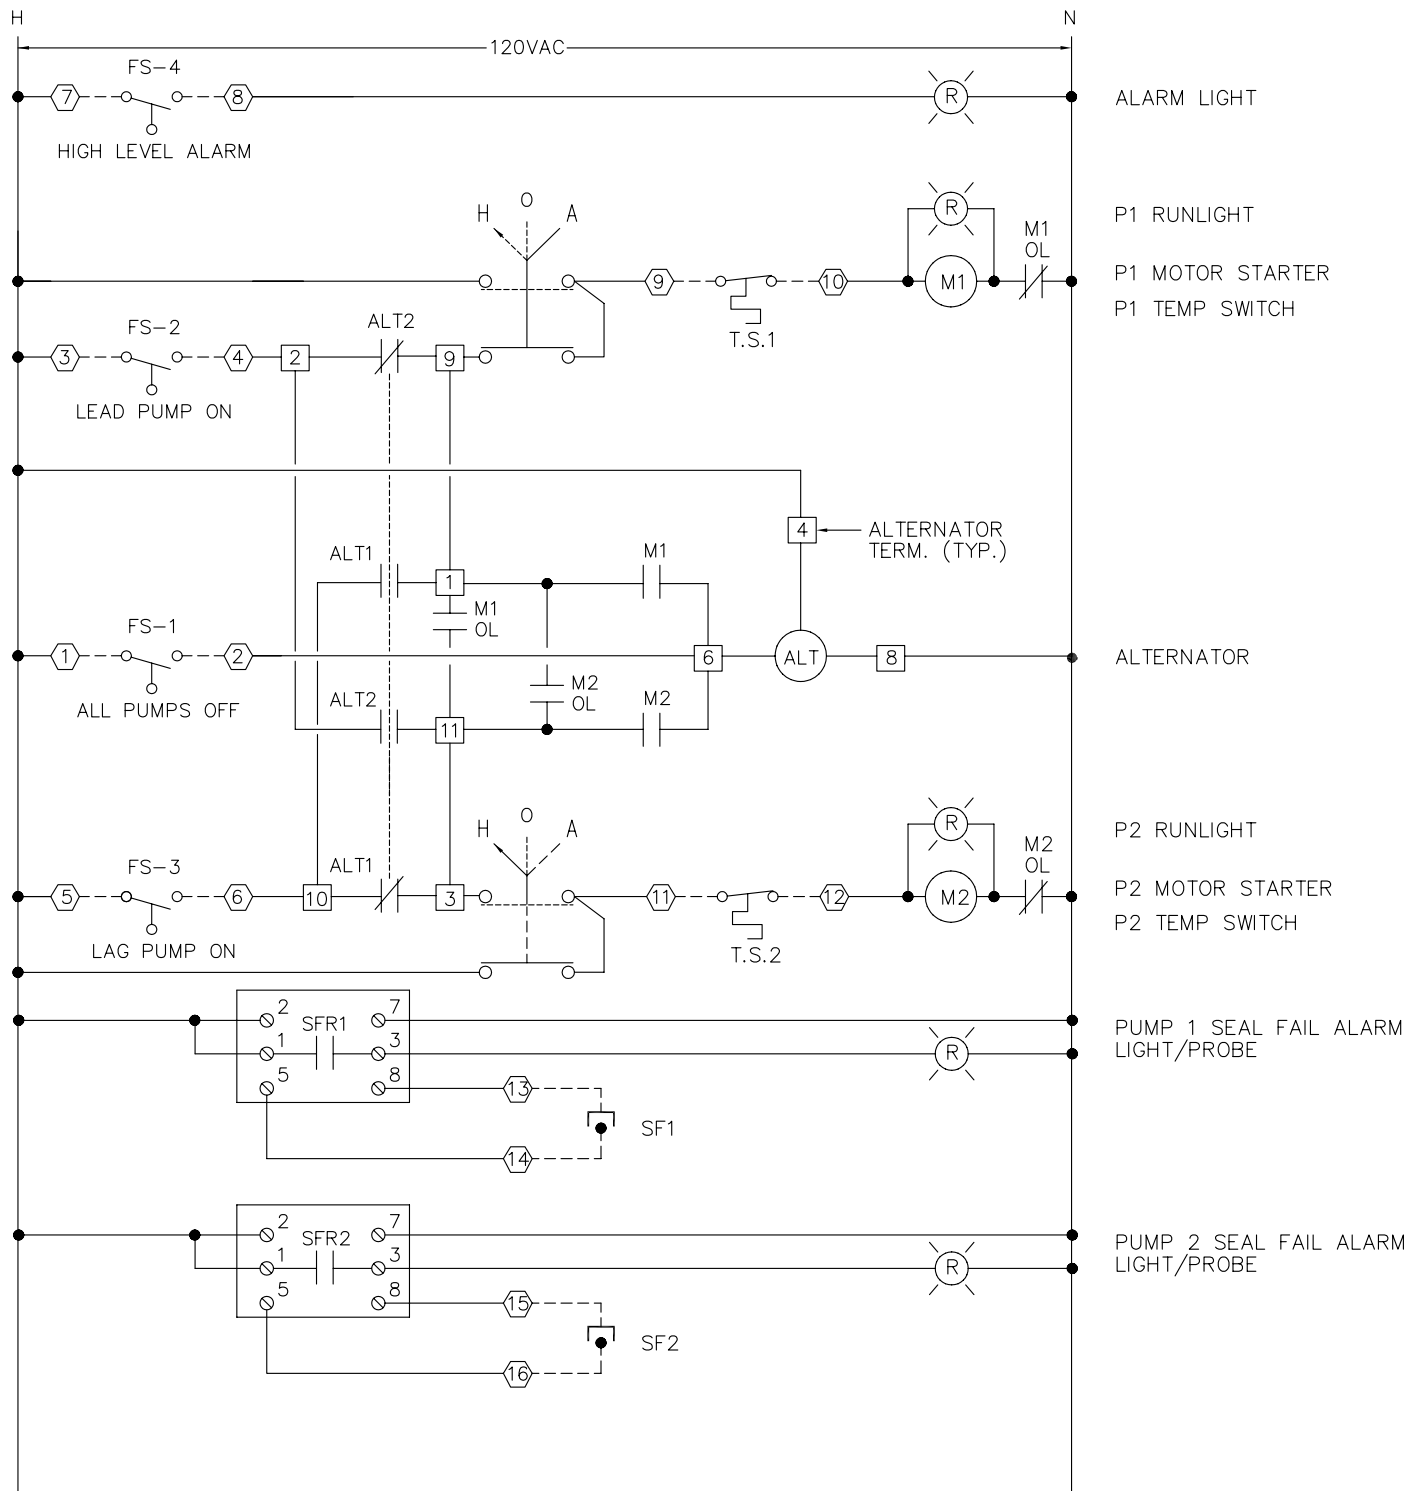 H N
120VAC
FS-4
7 8 R ALARM LIGHT
HIGH LEVEL ALARM
H O A
R P1 RUNLIGHT
M1
OL
9 10 M1 P1 MOTOR STARTER
P1 TEMP SWITCH
T.S.1
FS-2 ALT2
3 4 2 9
LEAD PUMP ON
4 ALTERNATOR
TERM. (TYP.)
ALT1 M1
1
M1
OL
FS-1
1 2 6 ALT 8 ALTERNATOR
ALL PUMPS OFF
M2
OL
ALT2 M2
11
H O A
R P2 RUNLIGHT
M2
OL
FS-3 ALT1
5 6 10 3 11 12 M2 P2 MOTOR STARTER
P2 TEMP SWITCH
LAG PUMP ON
T.S.2
2 SFR1 7
1 3 R PUMP 1 SEAL FAIL ALARM
LIGHT/PROBE
5 8 13
SF1
14
2 SFR2 7
1 3 R PUMP 2 SEAL FAIL ALARM
LIGHT/PROBE
5 8 15
SF2
16